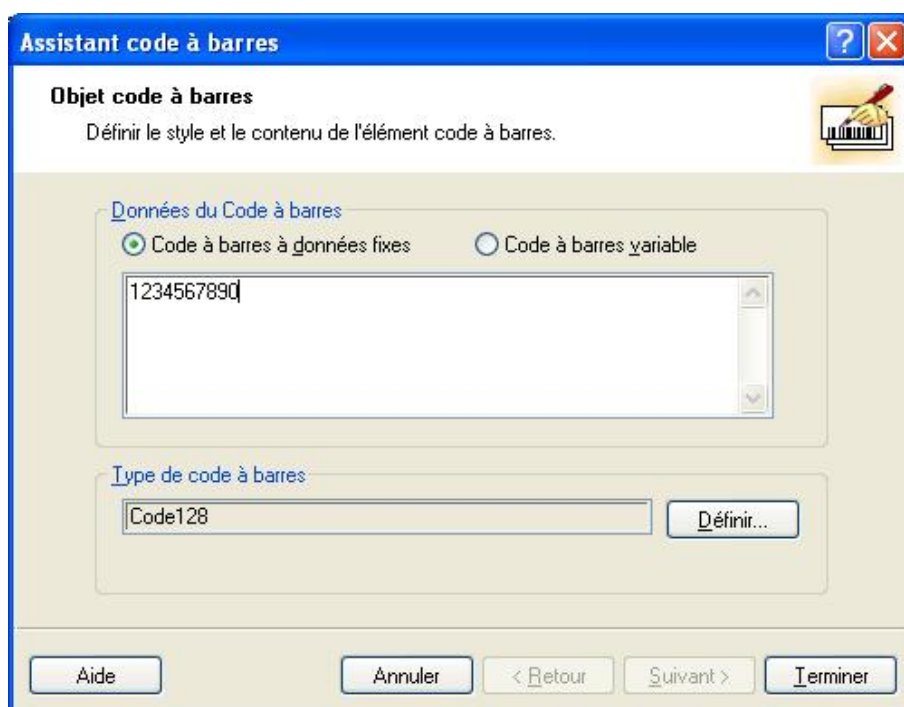 Assistant code à barres
Objet code à barres
Définir le style et le contenu de l'élément code à barres.
Données du Code à barres
Code à barres à données fixes Code à barres variable
1234567890
Type de code à barres
Code128 Définir...
Aide Annuler < Retour Suivant > Terminer